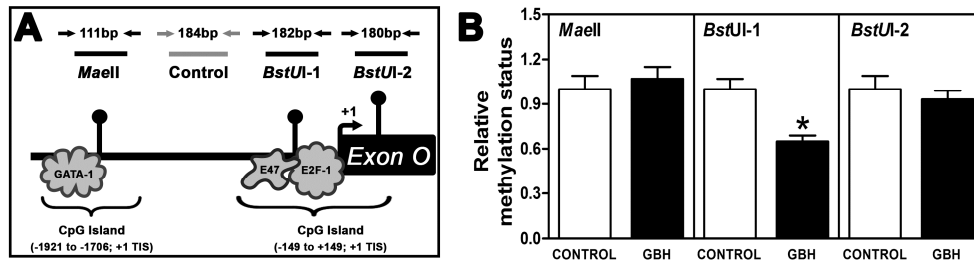 A
111bp
184bp
182bp
180bp
MaeII
Control
BstUI-1
BstUI-2
+1
GATA-1
E47
E2F-1
Exon O
CpG Island
(-1921 to -1706; +1 TIS)
CpG Island
(-149 to +149; +1 TIS)
B
Relative
methylation status
1.5
1.2
0.9
0.6
0.3
0.0
MaeII
BstUI-1
BstUI-2
*
CONTROL
GBH
CONTROL
GBH
CONTROL
GBH